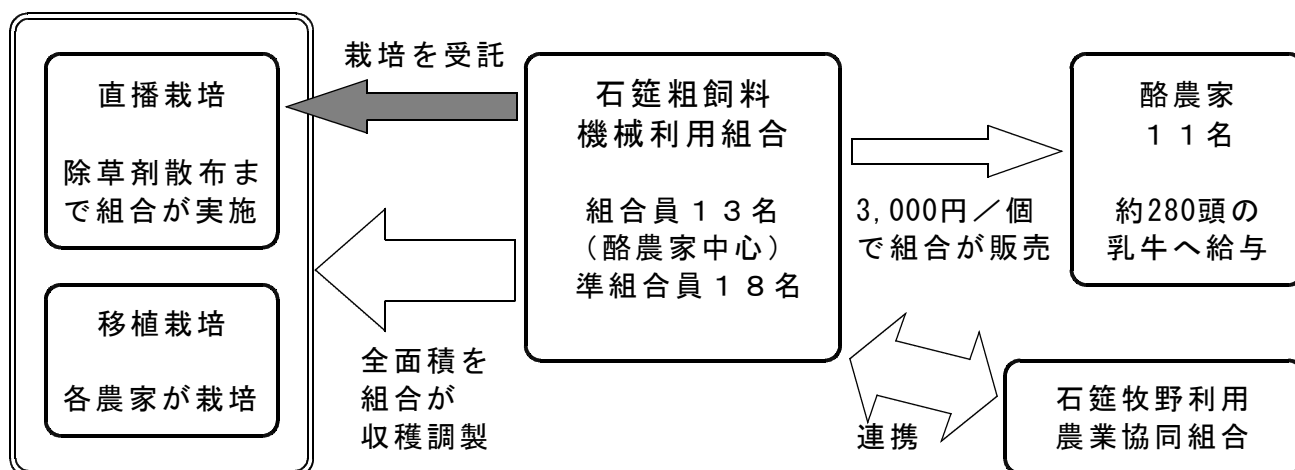 直播栽培
除草剤散布ま
で組合が実施
移植栽培
各農家が栽培
栽培を受託
全面積を
組合が
収穫調製
石筵粗飼料
機械利用組合
組合員13名
(酪農家中心)
準組合員18名
3,000円/個
で組合が販売
連携
酪農家
11名
約280頭の
乳牛へ給与
石筵牧野利用
農業協同組合